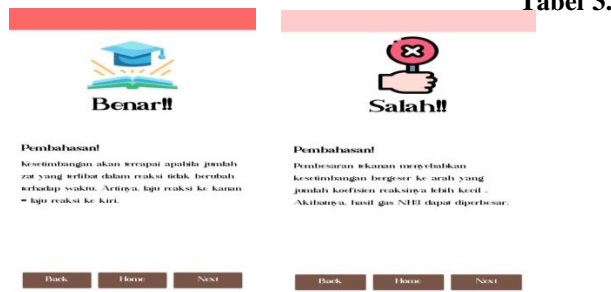 Tabel 3.
Benar!!
Pembahasan!
Kesetimbangan akan tercapai apabila jumlah
zat yang terlibat dalam reaksi tidak berubah
terhadap waktu. Artinya, laju reaksi ke kanan
= laju reaksi ke kiri.
Back Home Next
Salah!!
Pembahasan!
Pembesaran tekanan menyebabkan
kesetimbangan bergeser ke arah yang
jumlah koefisien reaksinya lebih kecil .
Akibatnya, hasil gas NH3 dapat diperbesar.
Back Home Next